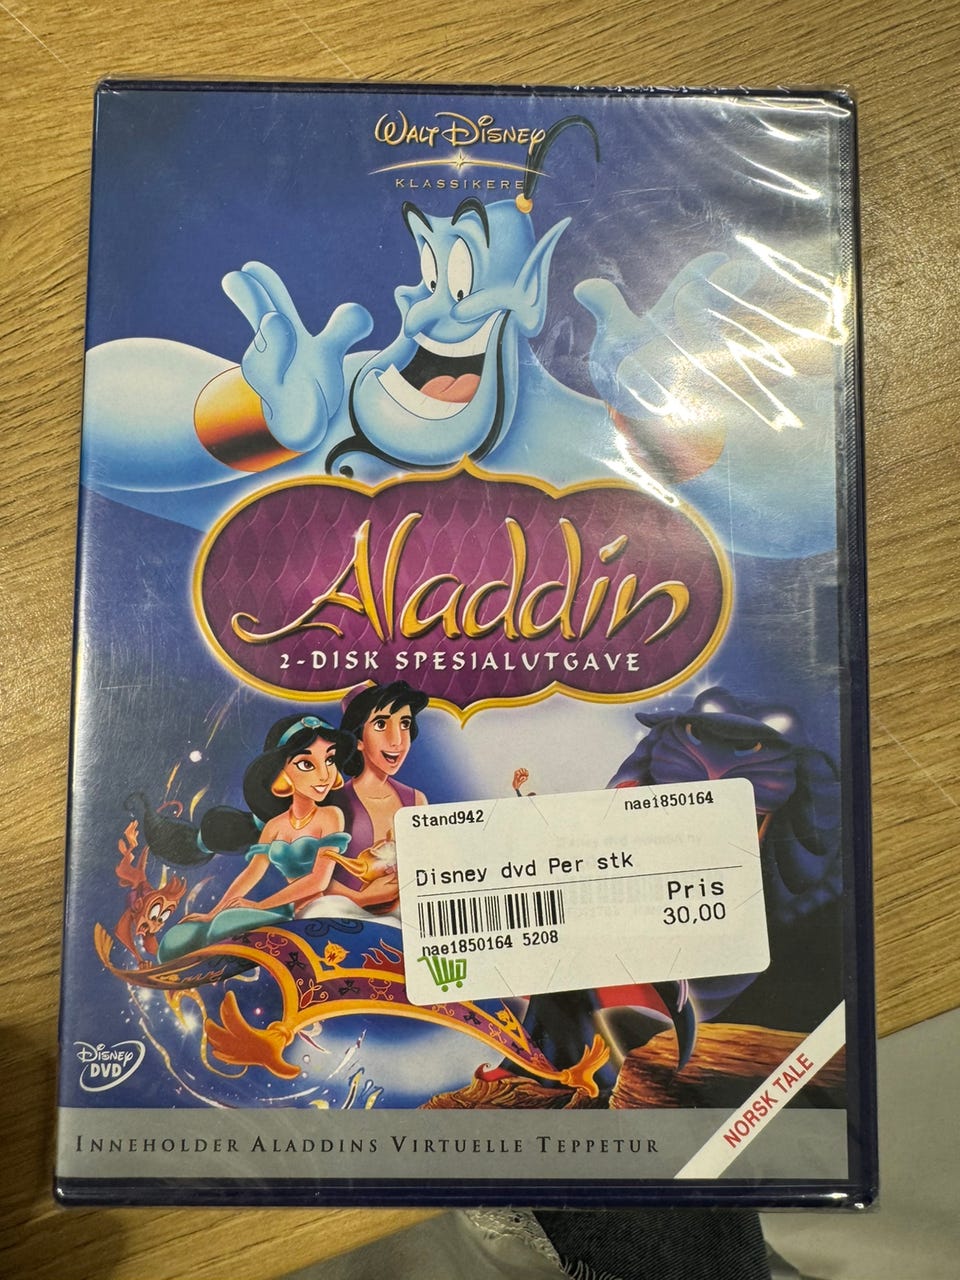 WALT DISNEY
KLASSIKERE
Aladdin
2-DISK SPESIALUTGAVE
Stand942 nae1850164
Disney dvd Per stk
Pris
30,00
nae1850164 5208
DISNEY
DVD
NORSK TALE
INNEHOLDER ALADDINS VIRTUELLE TEPPETUR